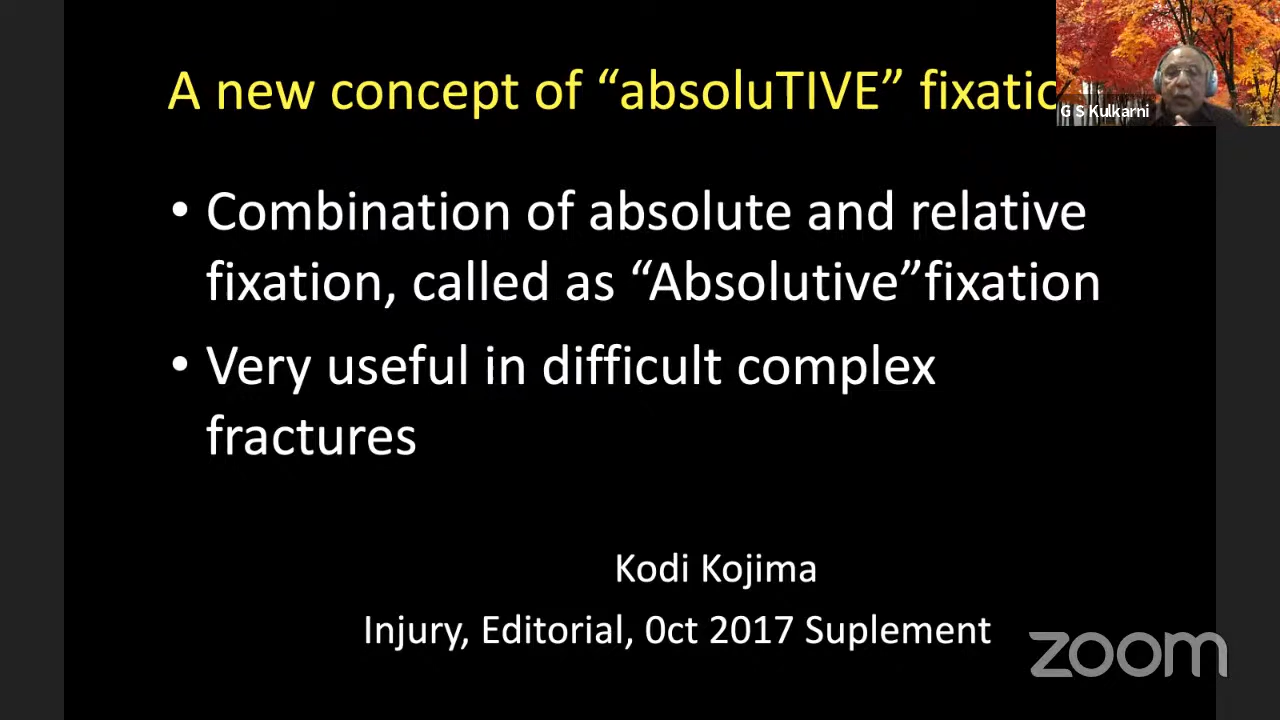 A new concept of “absoluTIVE” fixatio
G S Kulkarni
• Combination of absolute and relative
fixation, called as “Absolutive”fixation
• Very useful in difficult complex
fractures
Kodi Kojima
Injury, Editorial, 0ct 2017 Suplement
zoom